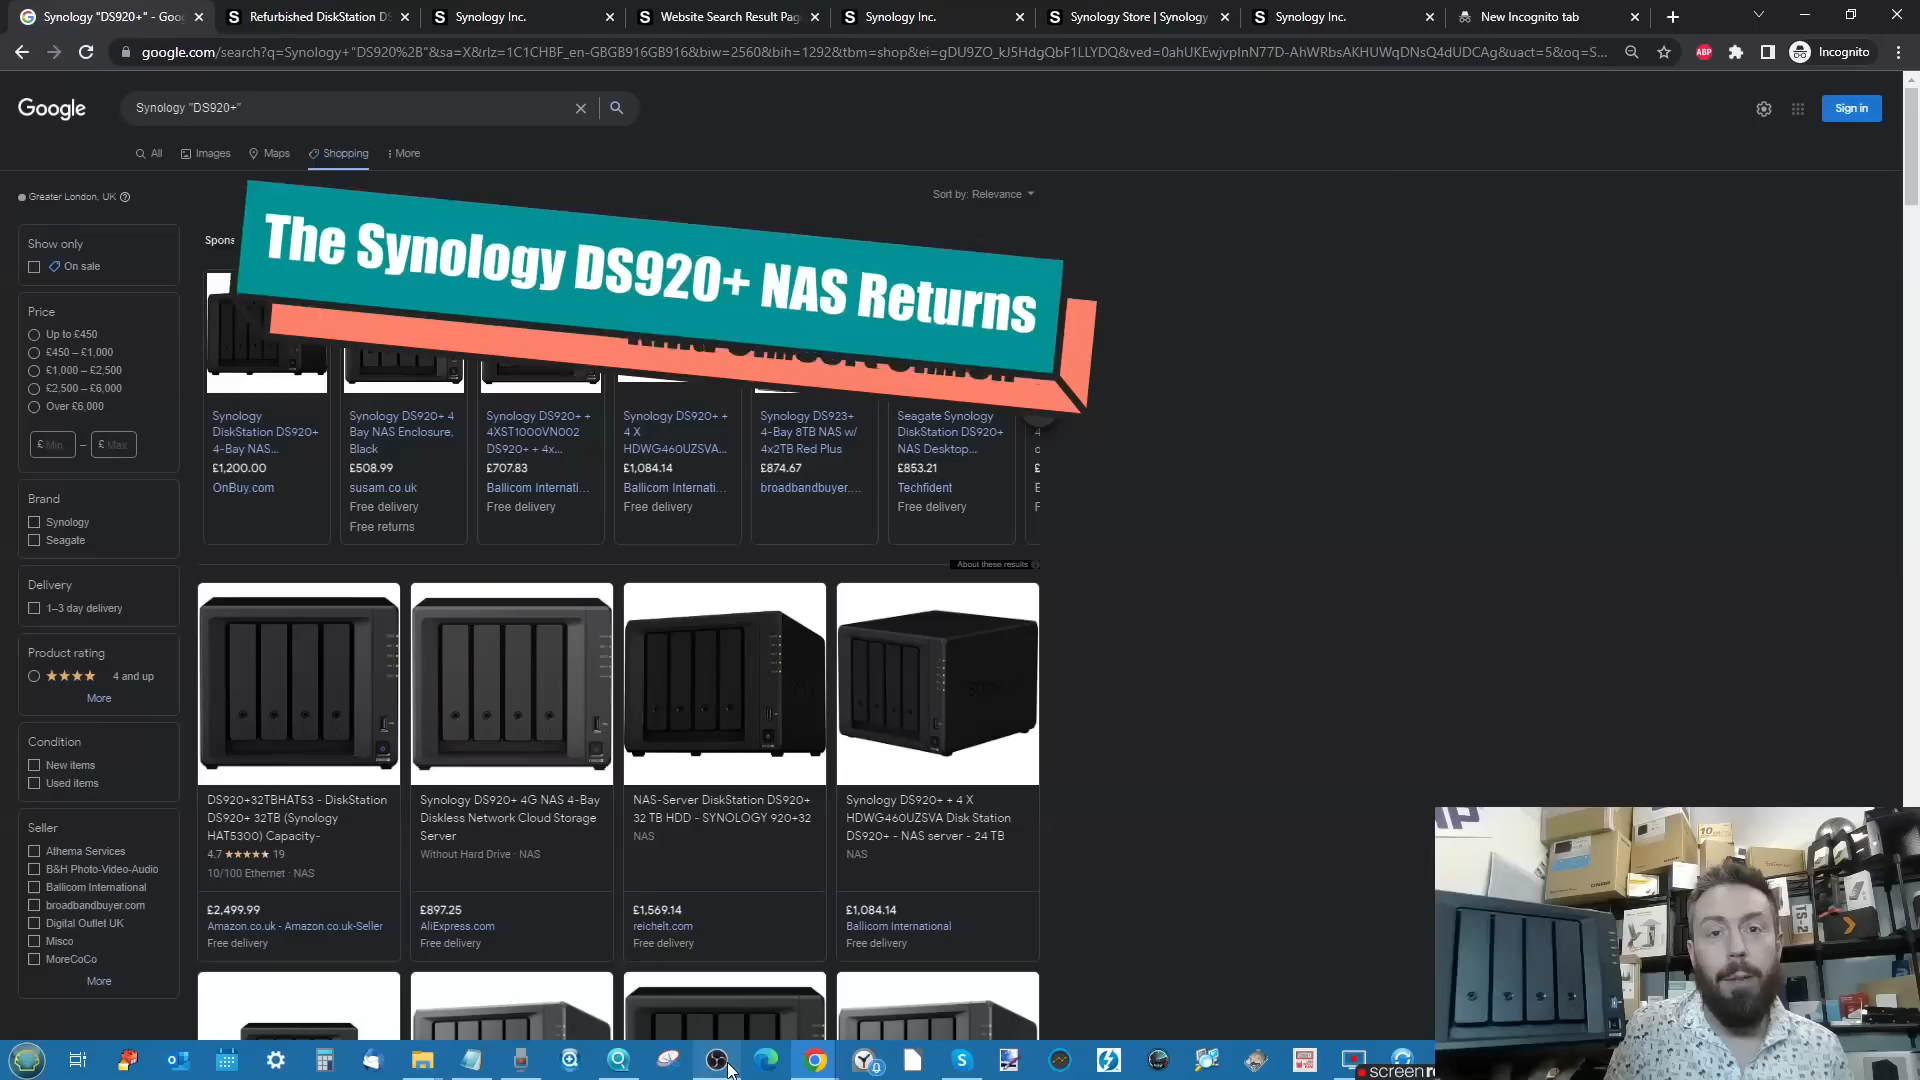 Synology "DS920+" - Goog
Refurbished DiskStation DS
Synology Inc.
Website Search Result Pag
Synology Inc.
Synology Store | Synology
Synology Inc.
New Incognito tab
google.com/search?q=Synology+"DS920%2B"&sa=X&rlz=1C1CHBF_en-GBGB916GB916&biw=2560&bih=1292&tbm=shop&ei=gDU9ZO_kJ5HdgQbF1LLYDQ&ved=0ahUKEwjvpInN77D-AhWRbsAKHUWqDNsQ4dUDCAg&uact=5&oq=S...
ABP
Incognito
Google
Synology "DS920+"
Sign in
All
Images
Maps
Shopping
More
Greater London, UK
Sort by: Relevance
The Synology DS920+ NAS Returns
Show only
On sale
Price
Up to £450
£450 – £1,000
£1,000 – £2,500
£2,500 – £6,000
Over £6,000
£ Min – £ Max
Brand
Synology
Seagate
Delivery
1–3 day delivery
Product rating
4 and up
More
Condition
New items
Used items
Seller
Athema Services
B&H Photo-Video-Audio
Ballicom International
broadbandbuyer.com
Digital Outlet UK
Misco
MoreCoCo
More
Spons
Synology
DiskStation DS920+
4-Bay NAS...
£1,200.00
OnBuy.com
Synology DS920+ 4
Bay NAS Enclosure,
Black
£508.99
susam.co.uk
Free delivery
Free returns
Synology DS920+ +
4XST1000VN002
DS920+ + 4x...
£707.83
Ballicom Internati...
Free delivery
Synology DS920+ +
4 X
HDWG460UZSVA...
£1,084.14
Ballicom Internati...
Free delivery
Synology DS923+
4-Bay 8TB NAS w/
4x2TB Red Plus
£874.67
broadbandbuyer....
Seagate Synology
DiskStation DS920+
NAS Desktop...
£853.21
Techfident
Free delivery
About these results
DS920+32TBHAT53 - DiskStation
DS920+ 32TB (Synology
HAT5300) Capacity-
4.7 ★★★★★ 19
10/100 Ethernet · NAS
£2,499.99
Amazon.co.uk - Amazon.co.uk-Seller
Free delivery
Synology DS920+ 4G NAS 4-Bay
Diskless Network Cloud Storage
Server
Without Hard Drive · NAS
£897.25
AliExpress.com
Free delivery
NAS-Server DiskStation DS920+
32 TB HDD - SYNOLOGY 920+32
NAS
£1,569.14
reichelt.com
Free delivery
Synology DS920+ + 4 X
HDWG460UZSVA Disk Station
DS920+ - NAS server - 24 TB
NAS
£1,084.14
Ballicom International
Free delivery
TS-2
screenre